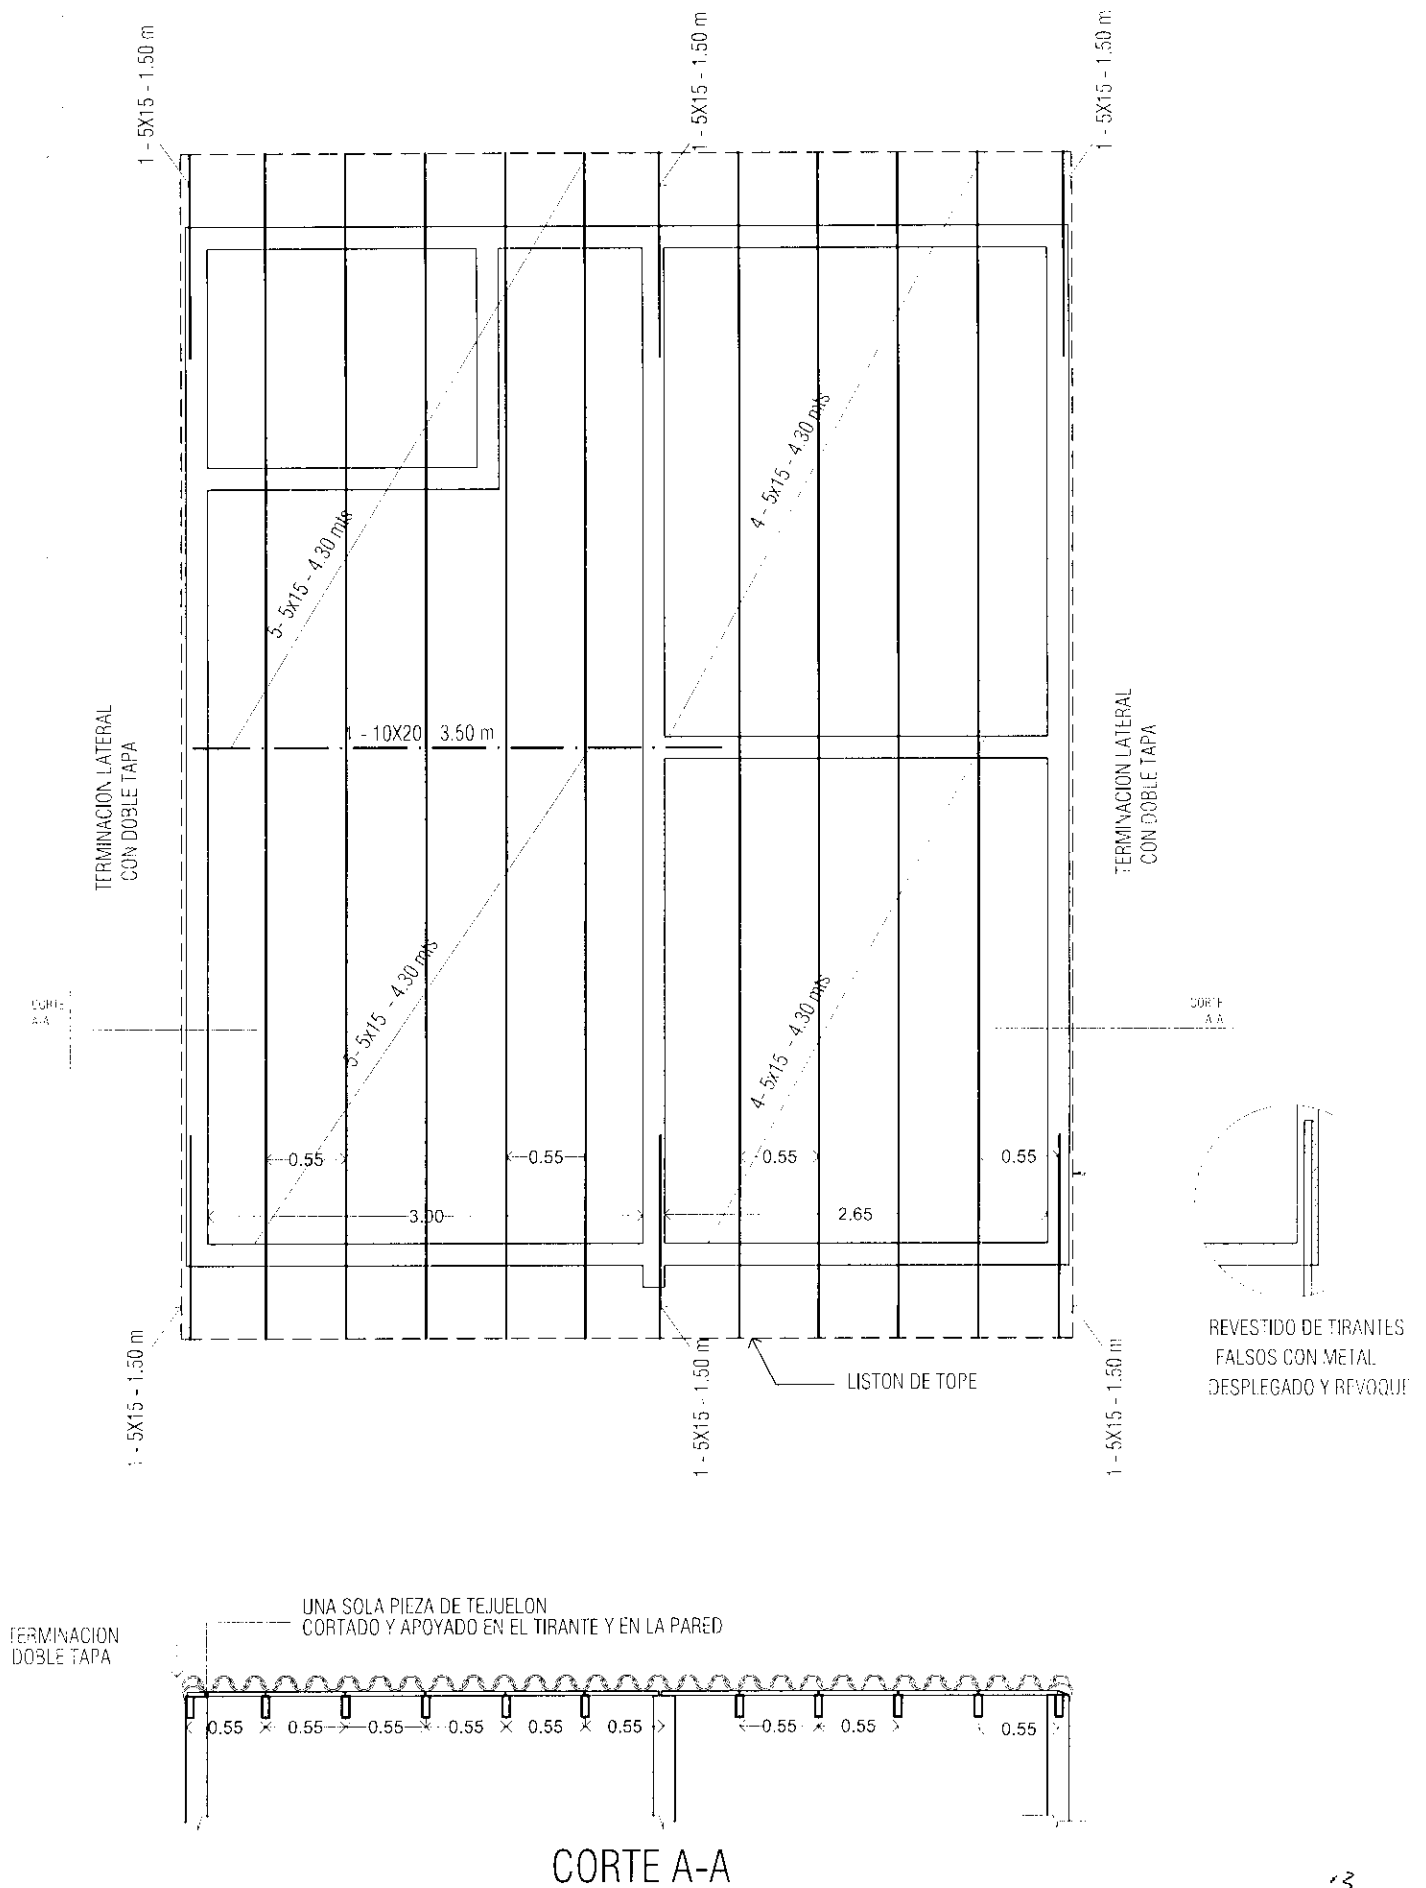 1 - 5X15 - 1.50 m
1 - 5X15 - 1.50 m
1 - 5X15 - 1.50 m
5- 5x15 - 4.30 mts
4 - 5x15 - 4.30 mts
1 - 10X20 3.50 m
TERMINACION LATERAL
CON DOBLE TAPA
TERMINACION LATERAL
CON DOBLE TAPA
5- 5x15 - 4.30 mts
4- 5x15 - 4.30 mts
CORTE
A-A
CORTE
A A
0.55
0.55
0.55
0.55
3.00
2.65
1 - 5X15 - 1.50 m
1 - 5X15 - 1.50 m
1 - 5X15 - 1.50 m
LISTON DE TOPE
REVESTIDO DE TIRANTES
FALSOS CON METAL
DESPLEGADO Y REVOQUE
UNA SOLA PIEZA DE TEJUELON
CORTADO Y APOYADO EN EL TIRANTE Y EN LA PARED
TERMINACION
DOBLE TAPA
0.55
0.55
0.55
0.55
0.55
0.55
0.55
0.55
0.55
CORTE A-A